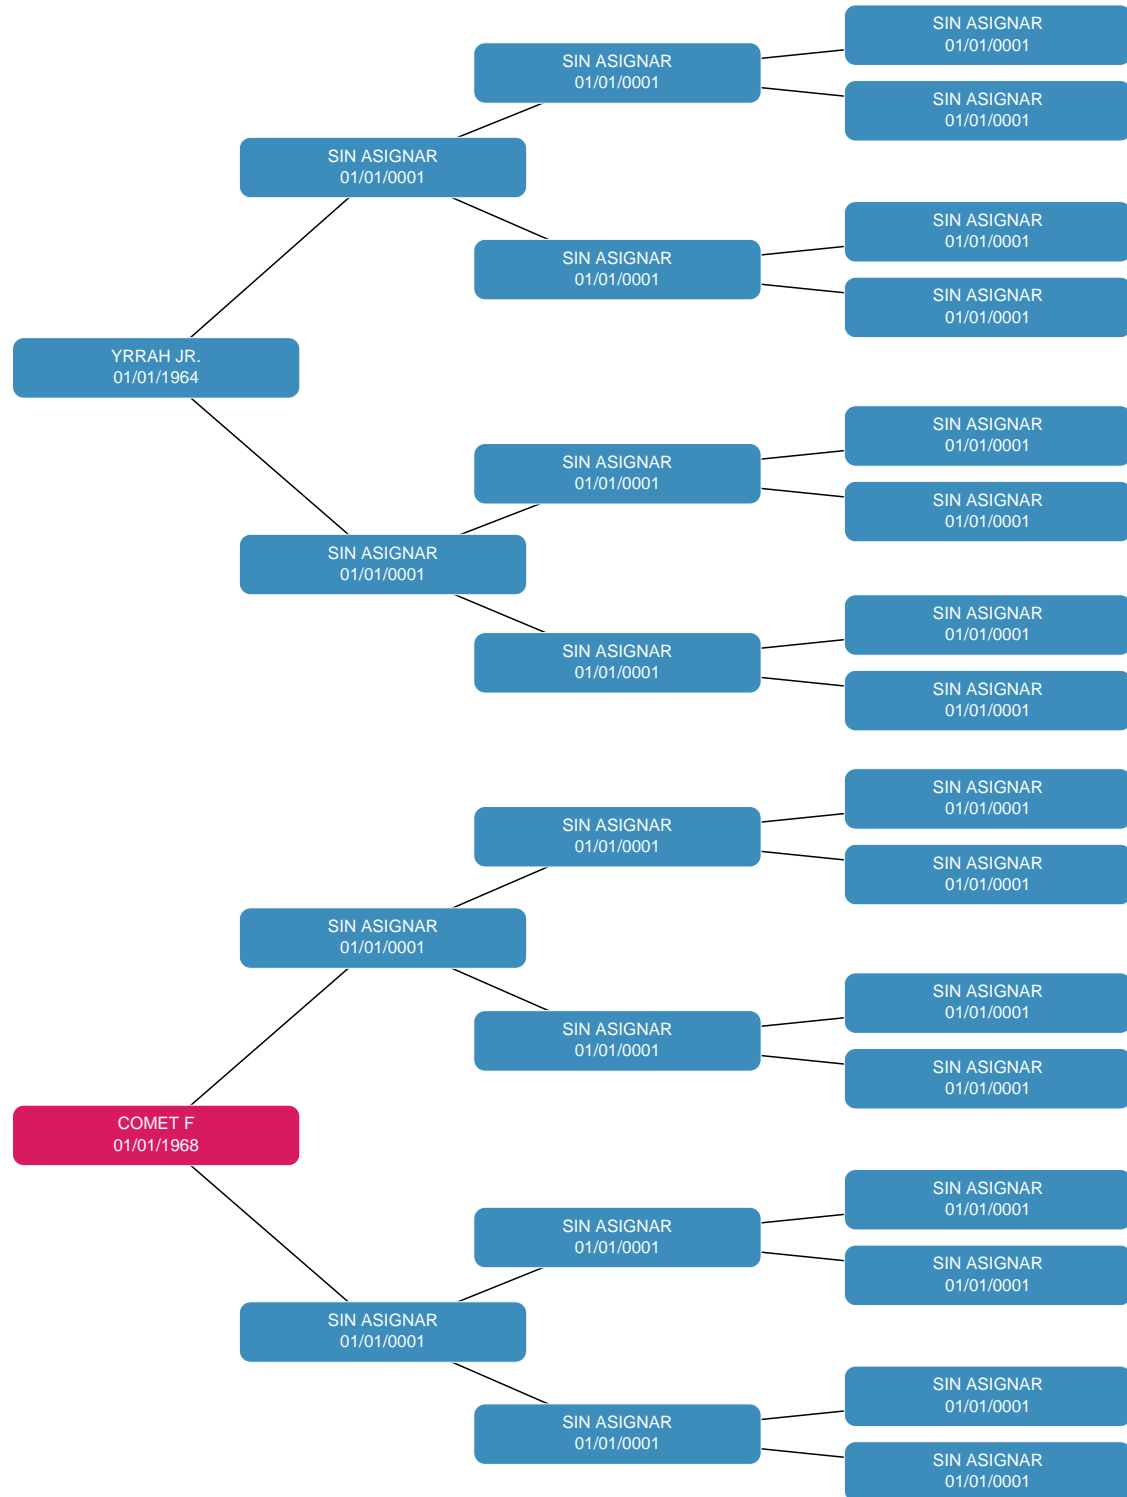 SIN ASIGNAR
01/01/0001
SIN ASIGNAR
01/01/0001
SIN ASIGNAR
01/01/0001
SIN ASIGNAR
01/01/0001
SIN ASIGNAR
01/01/0001
SIN ASIGNAR
01/01/0001
SIN ASIGNAR
01/01/0001
YRRAH JR.
01/01/1964
SIN ASIGNAR
01/01/0001
SIN ASIGNAR
01/01/0001
SIN ASIGNAR
01/01/0001
SIN ASIGNAR
01/01/0001
SIN ASIGNAR
01/01/0001
SIN ASIGNAR
01/01/0001
SIN ASIGNAR
01/01/0001
SIN ASIGNAR
01/01/0001
SIN ASIGNAR
01/01/0001
SIN ASIGNAR
01/01/0001
SIN ASIGNAR
01/01/0001
SIN ASIGNAR
01/01/0001
SIN ASIGNAR
01/01/0001
SIN ASIGNAR
01/01/0001
COMET F
01/01/1968
SIN ASIGNAR
01/01/0001
SIN ASIGNAR
01/01/0001
SIN ASIGNAR
01/01/0001
SIN ASIGNAR
01/01/0001
SIN ASIGNAR
01/01/0001
SIN ASIGNAR
01/01/0001
SIN ASIGNAR
01/01/0001